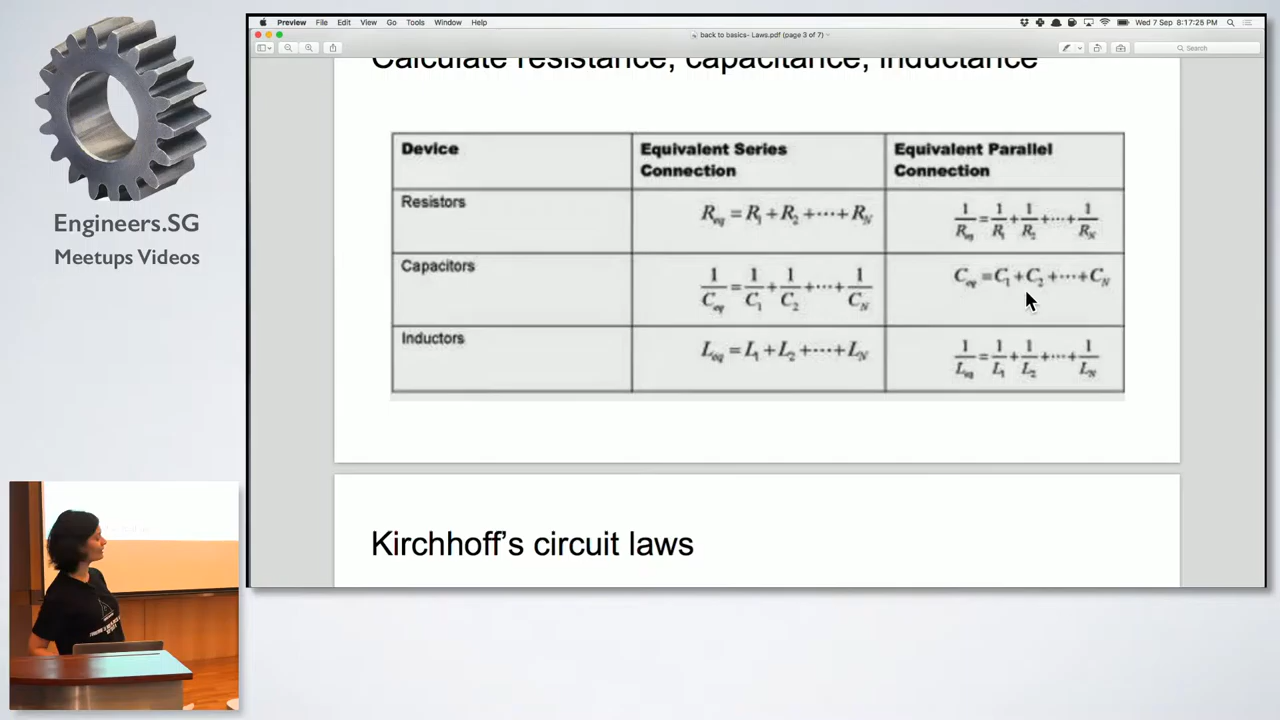 Preview File Edit View Go Tools Window Help
Wed 7 Sep 8:17:25 PM
back to basics- Laws.pdf (page 3 of 7)
Search
Calculate resistance, capacitance, inductance
Engineers.SG
Meetups Videos
Device
Equivalent Series
Connection
Equivalent Parallel
Connection
Resistors
R_eq = R_1 + R_2 + ··· + R_N
1/R_eq = 1/R_1 + 1/R_2 + ··· + 1/R_N
Capacitors
1/C_eq = 1/C_1 + 1/C_2 + ··· + 1/C_N
C_eq = C_1 + C_2 + ··· + C_N
Inductors
L_eq = L_1 + L_2 + ··· + L_N
1/L_eq = 1/L_1 + 1/L_2 + ··· + 1/L_N
Kirchhoff's circuit laws